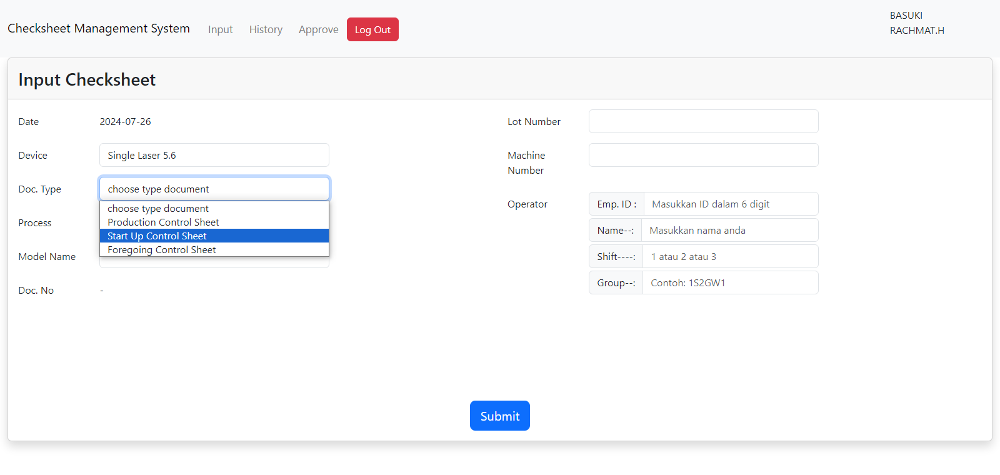 Checksheet Management System
Input
History
Approve
Log Out
BASUKI
RACHMAT.H
Input Checksheet
Date
2024-07-26
Device
Single Laser 5.6
Doc. Type
choose type document
choose type document
Production Control Sheet
Start Up Control Sheet
Foregoing Control Sheet
Process
Model Name
Doc. No
-
Lot Number
Machine
Number
Operator
Emp. ID :
Masukkan ID dalam 6 digit
Name--:
Masukkan nama anda
Shift----:
1 atau 2 atau 3
Group--:
Contoh: 1S2GW1
Submit